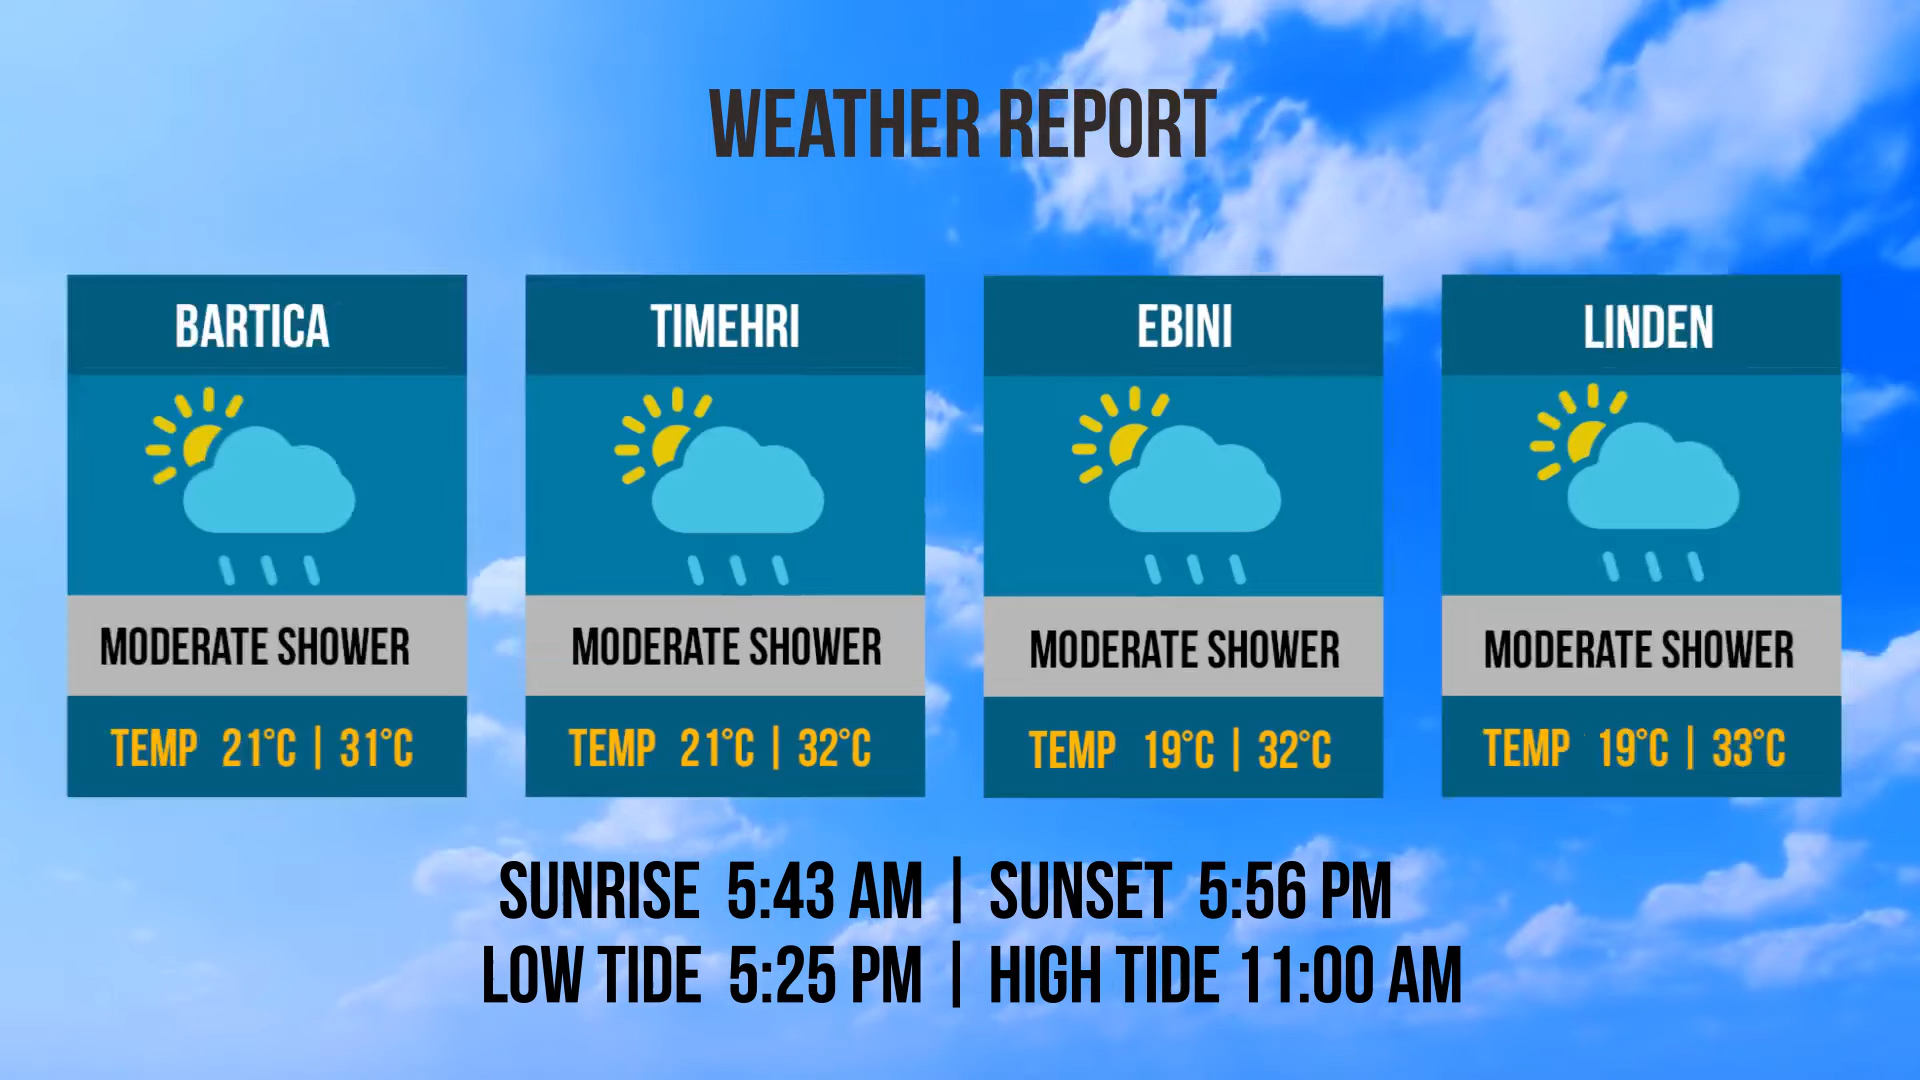 WEATHER REPORT
BARTICA
MODERATE SHOWER
TEMP 21°C | 31°C
TIMEHRI
MODERATE SHOWER
TEMP 21°C | 32°C
EBINI
MODERATE SHOWER
TEMP 19°C | 32°C
LINDEN
MODERATE SHOWER
TEMP 19°C | 33°C
SUNRISE 5:43 AM | SUNSET 5:56 PM
LOW TIDE 5:25 PM | HIGH TIDE 11:00 AM